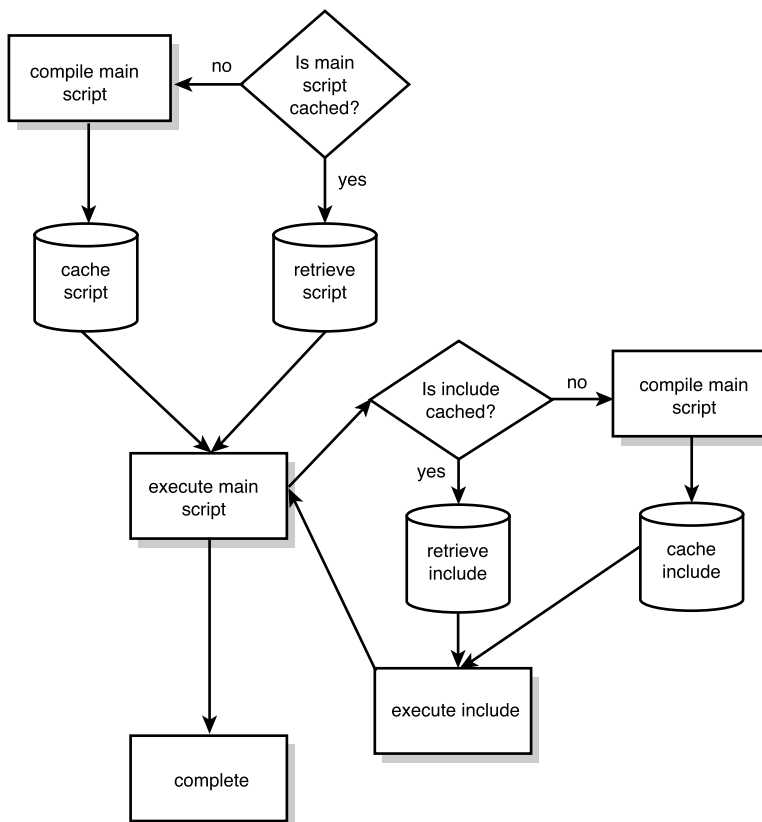 compile main
script
no
Is main
script
cached?
yes
cache
script
retrieve
script
Is include
cached?
no
compile main
script
yes
execute main
script
retrieve
include
cache
include
execute include
complete